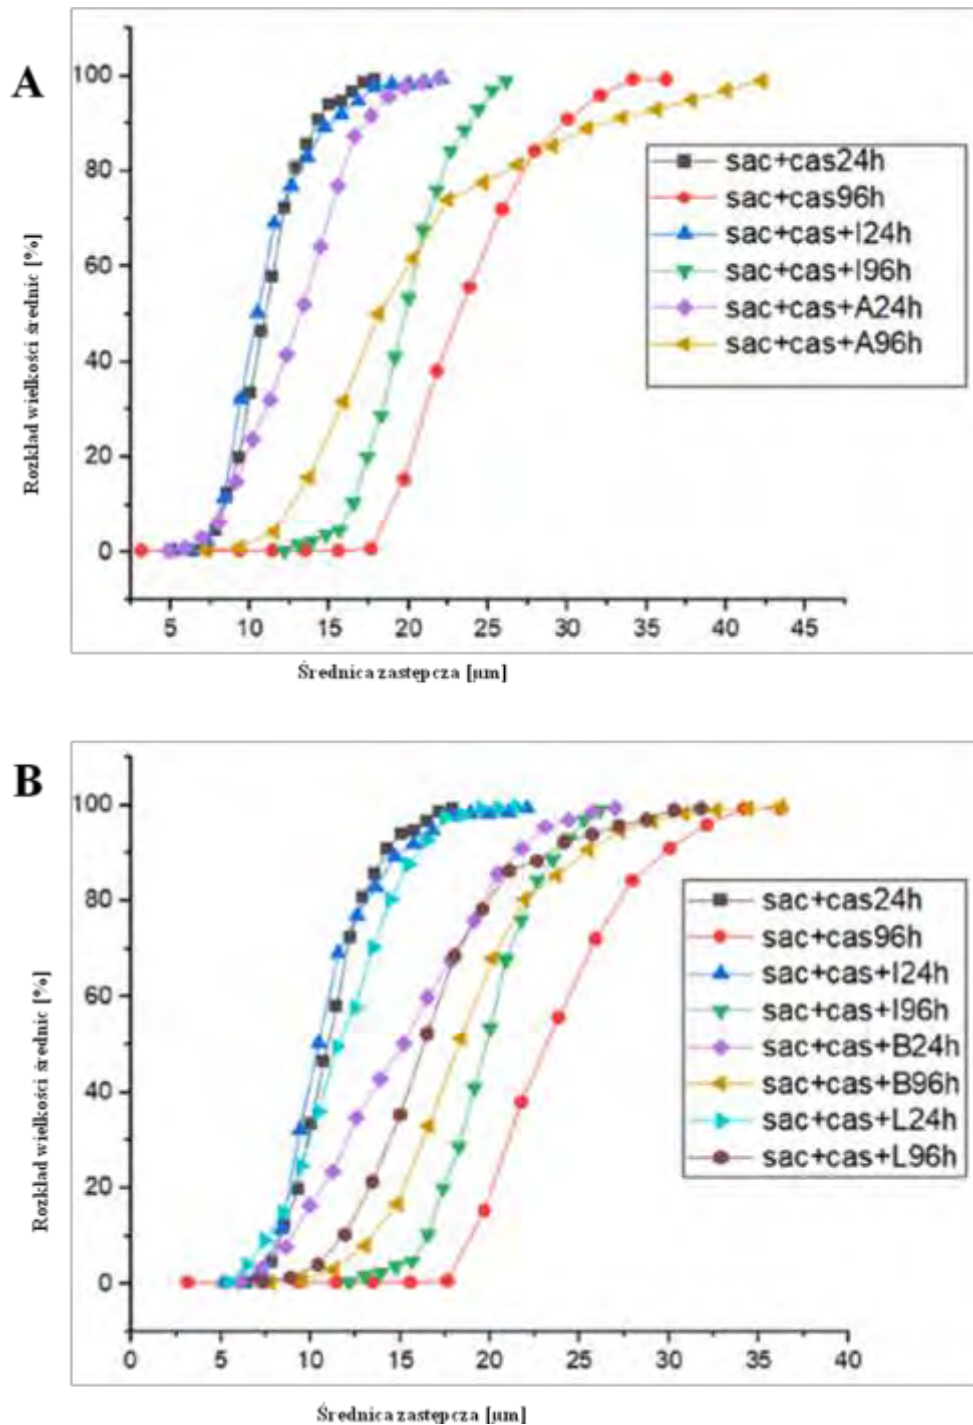 A
Rozkład wielkości średnic [%]
100
80
60
40
20
0
sac+cas24h
sac+cas96h
sac+cas+I24h
sac+cas+I96h
sac+cas+A24h
sac+cas+A96h
5 10 15 20 25 30 35 40 45
Średnica zastępcza [µm]
B
Rozkład wielkości średnic [%]
100
80
60
40
20
0
sac+cas24h
sac+cas96h
sac+cas+I24h
sac+cas+I96h
sac+cas+B24h
sac+cas+B96h
sac+cas+L24h
sac+cas+L96h
0 5 10 15 20 25 30 35 40
Średnica zastępcza [µm]